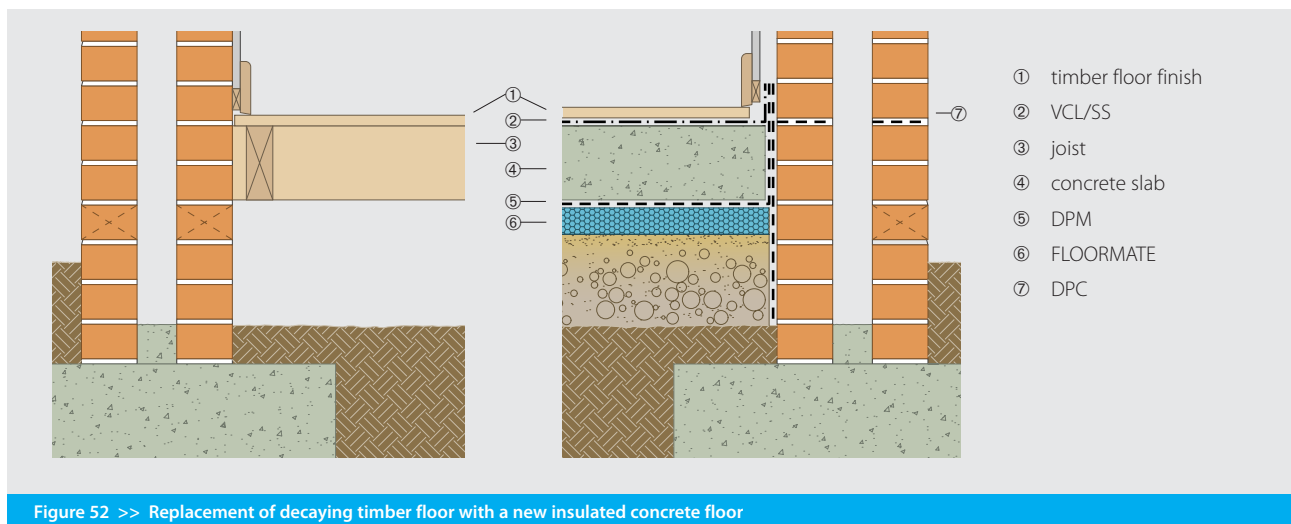 ①
②
③
④
⑤
⑥
⑦
① timber floor finish
② VCL/SS
③ joist
④ concrete slab
⑤ DPM
⑥ FLOORMATE
⑦ DPC
Figure 52 >> Replacement of decaying timber floor with a new insulated concrete floor